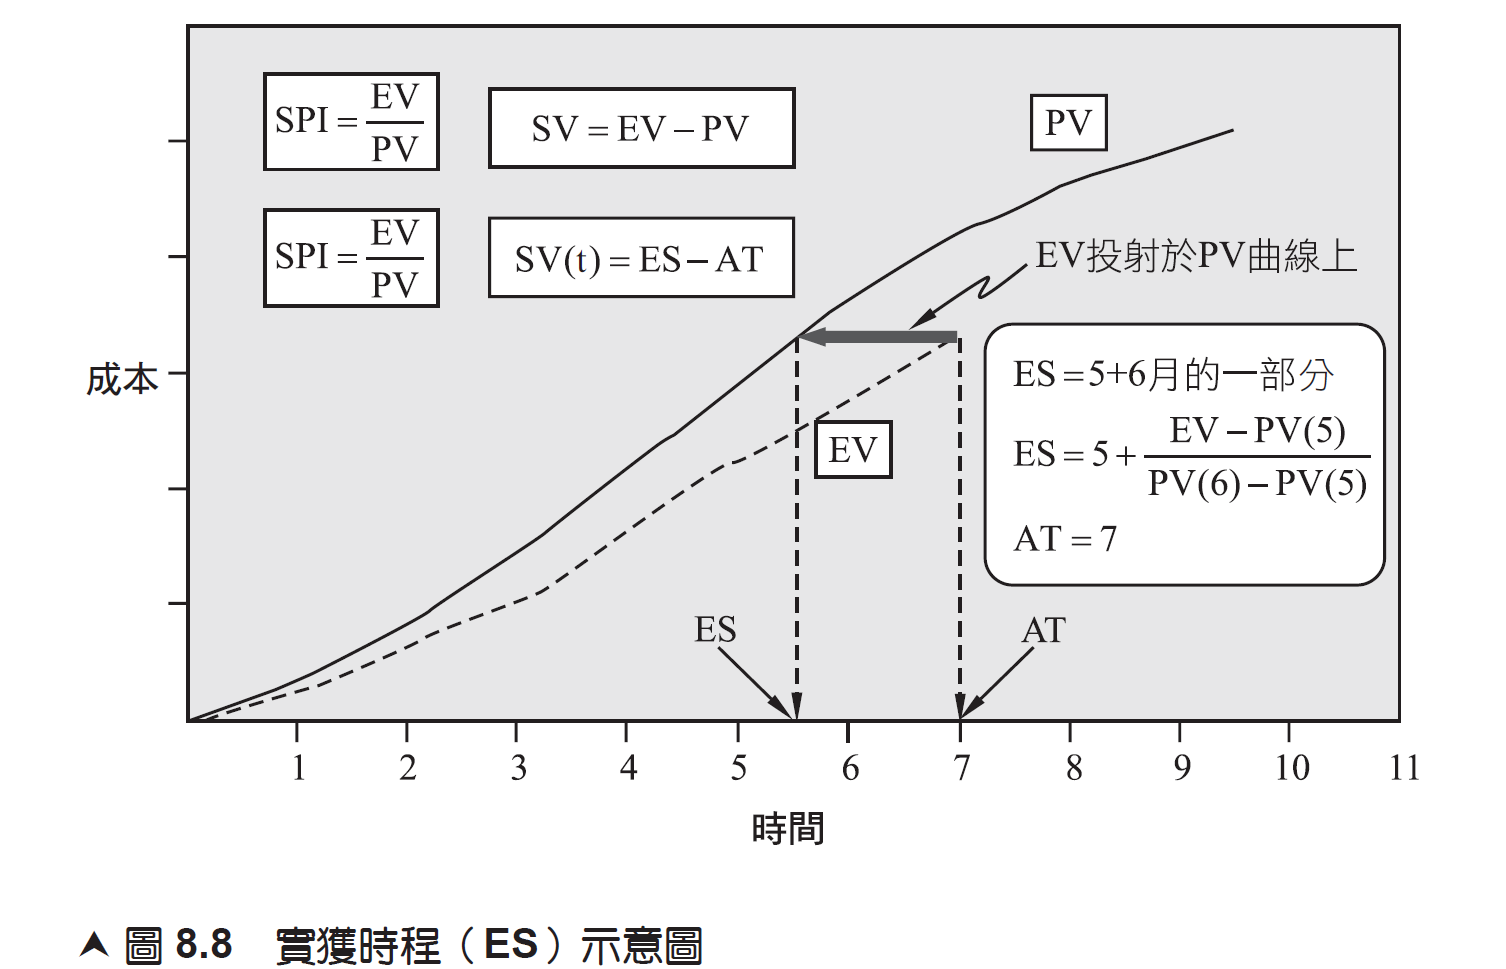 SPI = EV/PV
SV = EV − PV
PV
SPI = EV/PV
SV(t) = ES − AT
EV投射於PV曲線上
成本
ES = 5+6月的一部分
ES = 5 + EV − PV(5)/PV(6) − PV(5)
AT = 7
EV
ES
AT
1 2 3 4 5 6 7 8 9 10 11
時間
圖 8.8 實獲時程（ES）示意圖